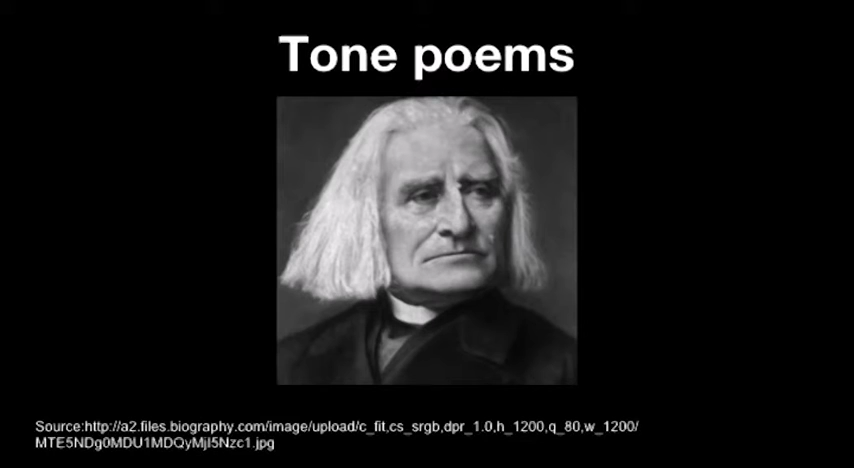 Tone poems
Source:http://a2.files.biography.com/image/upload/c_fit,cs_srgb,dpr_1.0,h_1200,q_80,w_1200/
MTE5NDg0MDU1MDQyMjI5Nzc1.jpg